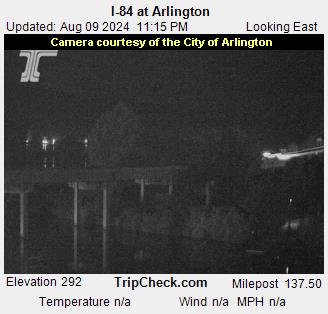 I-84 at Arlington
Updated: Aug 09 2024 11:15 PM Looking East
Camera courtesy of the City of Arlington
Elevation 292 TripCheck.com Milepost 137.50
Temperature n/a Wind n/a MPH n/a